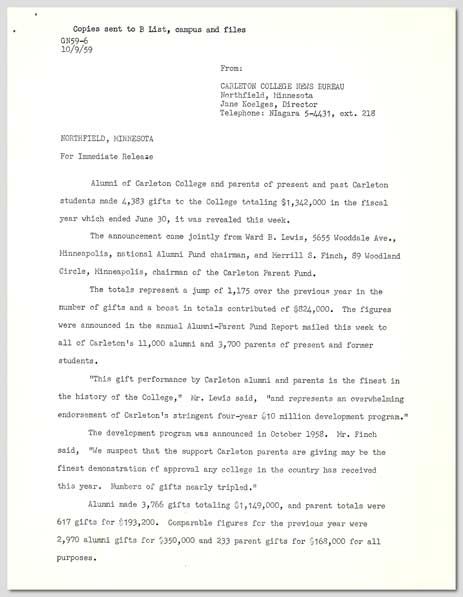 Copies sent to B List, campus and files
GN59-6
10/9/59
From:
CARLETON COLLEGE NEWS BUREAU
Northfield, Minnesota
Jane Koelges, Director
Telephone: NIagara 5-4431, ext. 218
NORTHFIELD, MINNESOTA
For Immediate Release
Alumni of Carleton College and parents of present and past Carleton
students made 4,383 gifts to the College totaling $1,342,000 in the fiscal
year which ended June 30, it was revealed this week.
The announcement came jointly from Ward B. Lewis, 5655 Wooddale Ave.,
Minneapolis, national Alumni Fund chairman, and Merrill S. Finch, 89 Woodland
Circle, Minneapolis, chairman of the Carleton Parent Fund.
The totals represent a jump of 1,175 over the previous year in the
number of gifts and a boost in totals contributed of $824,000. The figures
were announced in the annual Alumni-Parent Fund Report mailed this week to
all of Carleton's 11,000 alumni and 3,700 parents of present and former
students.
"This gift performance by Carleton alumni and parents is the finest in
the history of the College," Mr. Lewis said, "and represents an overwhelming
endorsement of Carleton's stringent four-year $10 million development program."
The development program was announced in October 1958. Mr. Finch
said, "We suspect that the support Carleton parents are giving may be the
finest demonstration of approval any college in the country has received
this year. Numbers of gifts nearly tripled."
Alumni made 3,766 gifts totaling $1,149,000, and parent totals were
617 gifts for $193,200. Comparable figures for the previous year were
2,970 alumni gifts for $350,000 and 233 parent gifts for $168,000 for all
purposes.